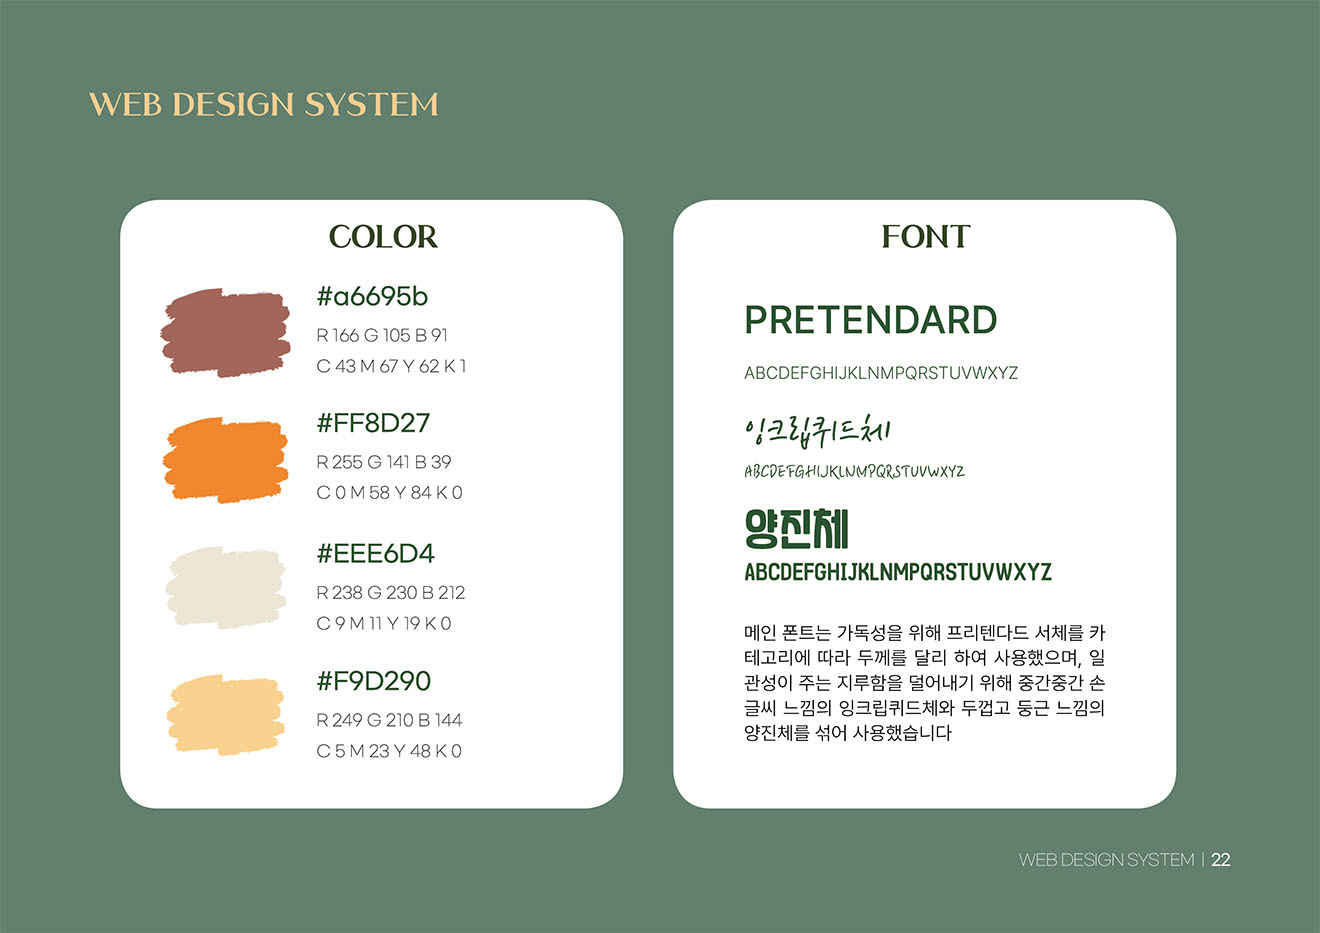 WEB DESIGN SYSTEM
COLOR
#a6695b
R 166 G 105 B 91
C 43 M 67 Y 62 K 1
#FF8D27
R 255 G 141 B 39
C 0 M 58 Y 84 K 0
#EEE6D4
R 238 G 230 B 212
C 9 M 11 Y 19 K 0
#F9D290
R 249 G 210 B 144
C 5 M 23 Y 48 K 0
FONT
PRETENDARD
ABCDEFGHIJKLNMPQRSTUVWXYZ
잉크립퀴드체
ABCDEFGHIJKLNMPQRSTUVWXYZ
양진체
ABCDEFGHIJKLNMPQRSTUVWXYZ
메인 폰트는 가독성을 위해 프리텐다드 서체를 카
테고리에 따라 두께를 달리 하여 사용했으며, 일
관성이 주는 지루함을 덜어내기 위해 중간중간 손
글씨 느낌의 잉크립퀴드체와 두껍고 둥근 느낌의
양진체를 섞어 사용했습니다
WEB DESIGN SYSTEM | 22